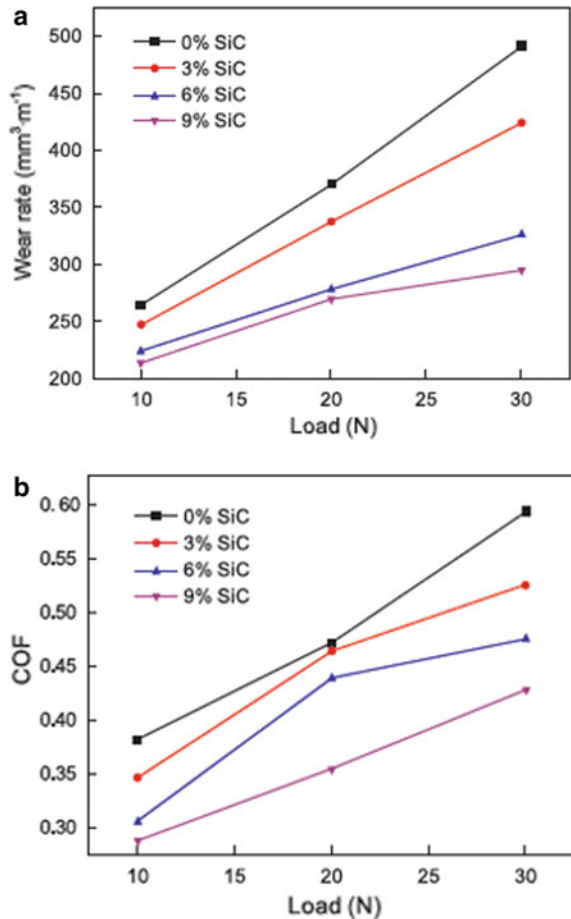 a
500
450
400
350
300
250
200
Wear rate (mm³·m⁻¹)
0% SiC
3% SiC
6% SiC
9% SiC
10 15 20 25 30
Load (N)
b
0.60
0.55
0.50
0.45
0.40
0.35
0.30
COF
0% SiC
3% SiC
6% SiC
9% SiC
10 15 20 25 30
Load (N)